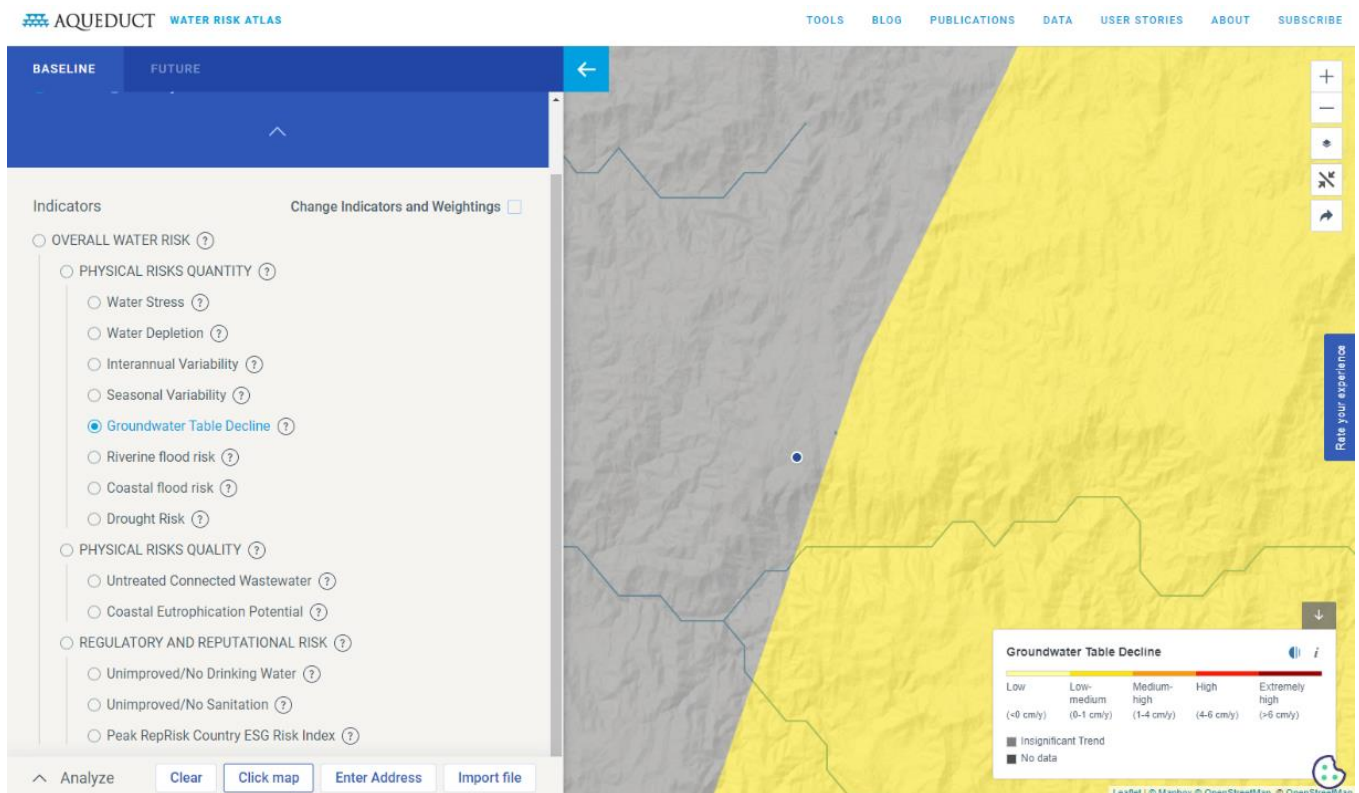 AQUEDUCT WATER RISK ATLAS
TOOLS BLOG PUBLICATIONS DATA USER STORIES ABOUT SUBSCRIBE
BASELINE FUTURE
Indicators Change Indicators and Weightings
OVERALL WATER RISK ?
PHYSICAL RISKS QUANTITY ?
Water Stress ?
Water Depletion ?
Interannual Variability ?
Seasonal Variability ?
Groundwater Table Decline ?
Riverine flood risk ?
Coastal flood risk ?
Drought Risk ?
PHYSICAL RISKS QUALITY ?
Untreated Connected Wastewater ?
Coastal Eutrophication Potential ?
REGULATORY AND REPUTATIONAL RISK ?
Unimproved/No Drinking Water ?
Unimproved/No Sanitation ?
Peak RepRisk Country ESG Risk Index ?
Analyze Clear Click map Enter Address Import file
Rate your experience
Groundwater Table Decline i
Low Low-medium Medium-high High Extremely high
(<0 cm/y) (0-1 cm/y) (1-4 cm/y) (4-6 cm/y) (>6 cm/y)
Insignificant Trend
No data
Leaflet | © Mapbox © OpenStreetMap, © OpenStreetMap